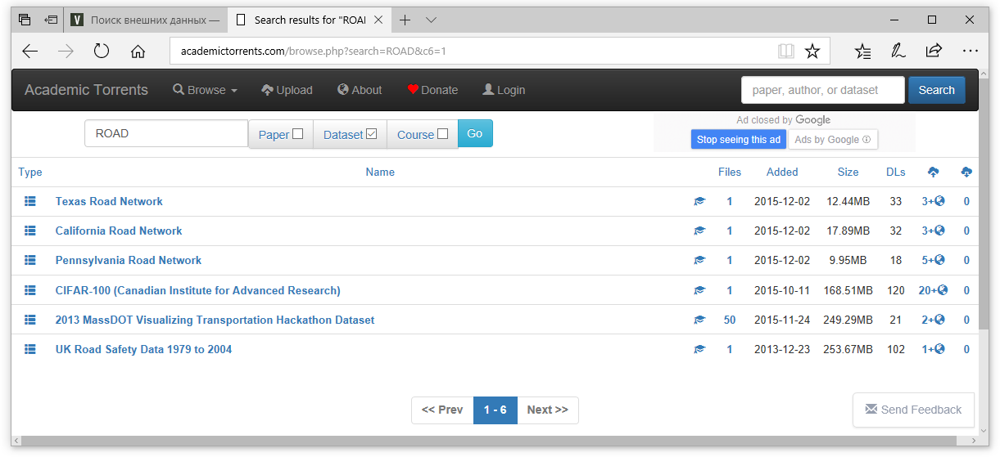 V Поиск внешних данных —
Search results for "ROAI
academictorrents.com/browse.php?search=ROAD&c6=1
Academic Torrents Browse Upload About Donate Login paper, author, or dataset Search
ROAD Paper Dataset Course Go
Ad closed by Google
Stop seeing this ad Ads by Google
Type Name Files Added Size DLs
Texas Road Network 1 2015-12-02 12.44MB 33 3+ 0
California Road Network 1 2015-12-02 17.89MB 32 3+ 0
Pennsylvania Road Network 1 2015-12-02 9.95MB 18 5+ 0
CIFAR-100 (Canadian Institute for Advanced Research) 1 2015-10-11 168.51MB 120 20+ 0
2013 MassDOT Visualizing Transportation Hackathon Dataset 50 2015-11-24 249.29MB 21 2+ 0
UK Road Safety Data 1979 to 2004 1 2013-12-23 253.67MB 102 1+ 0
<< Prev 1 - 6 Next >>
Send Feedback